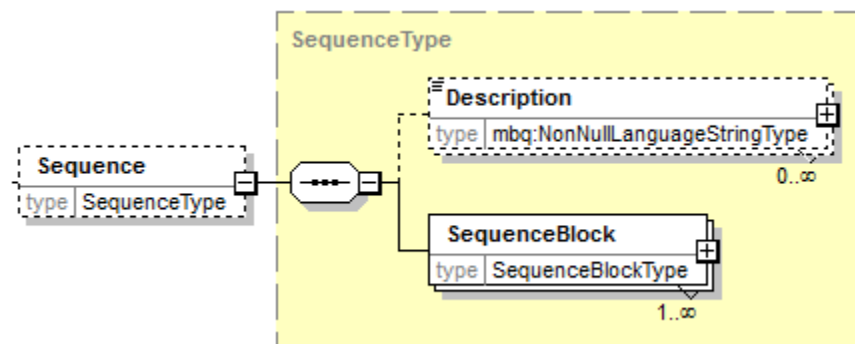 SequenceType
Description
type mbq:NonNullLanguageStringType
0..∞
Sequence
type SequenceType
SequenceBlock
type SequenceBlockType
1..∞